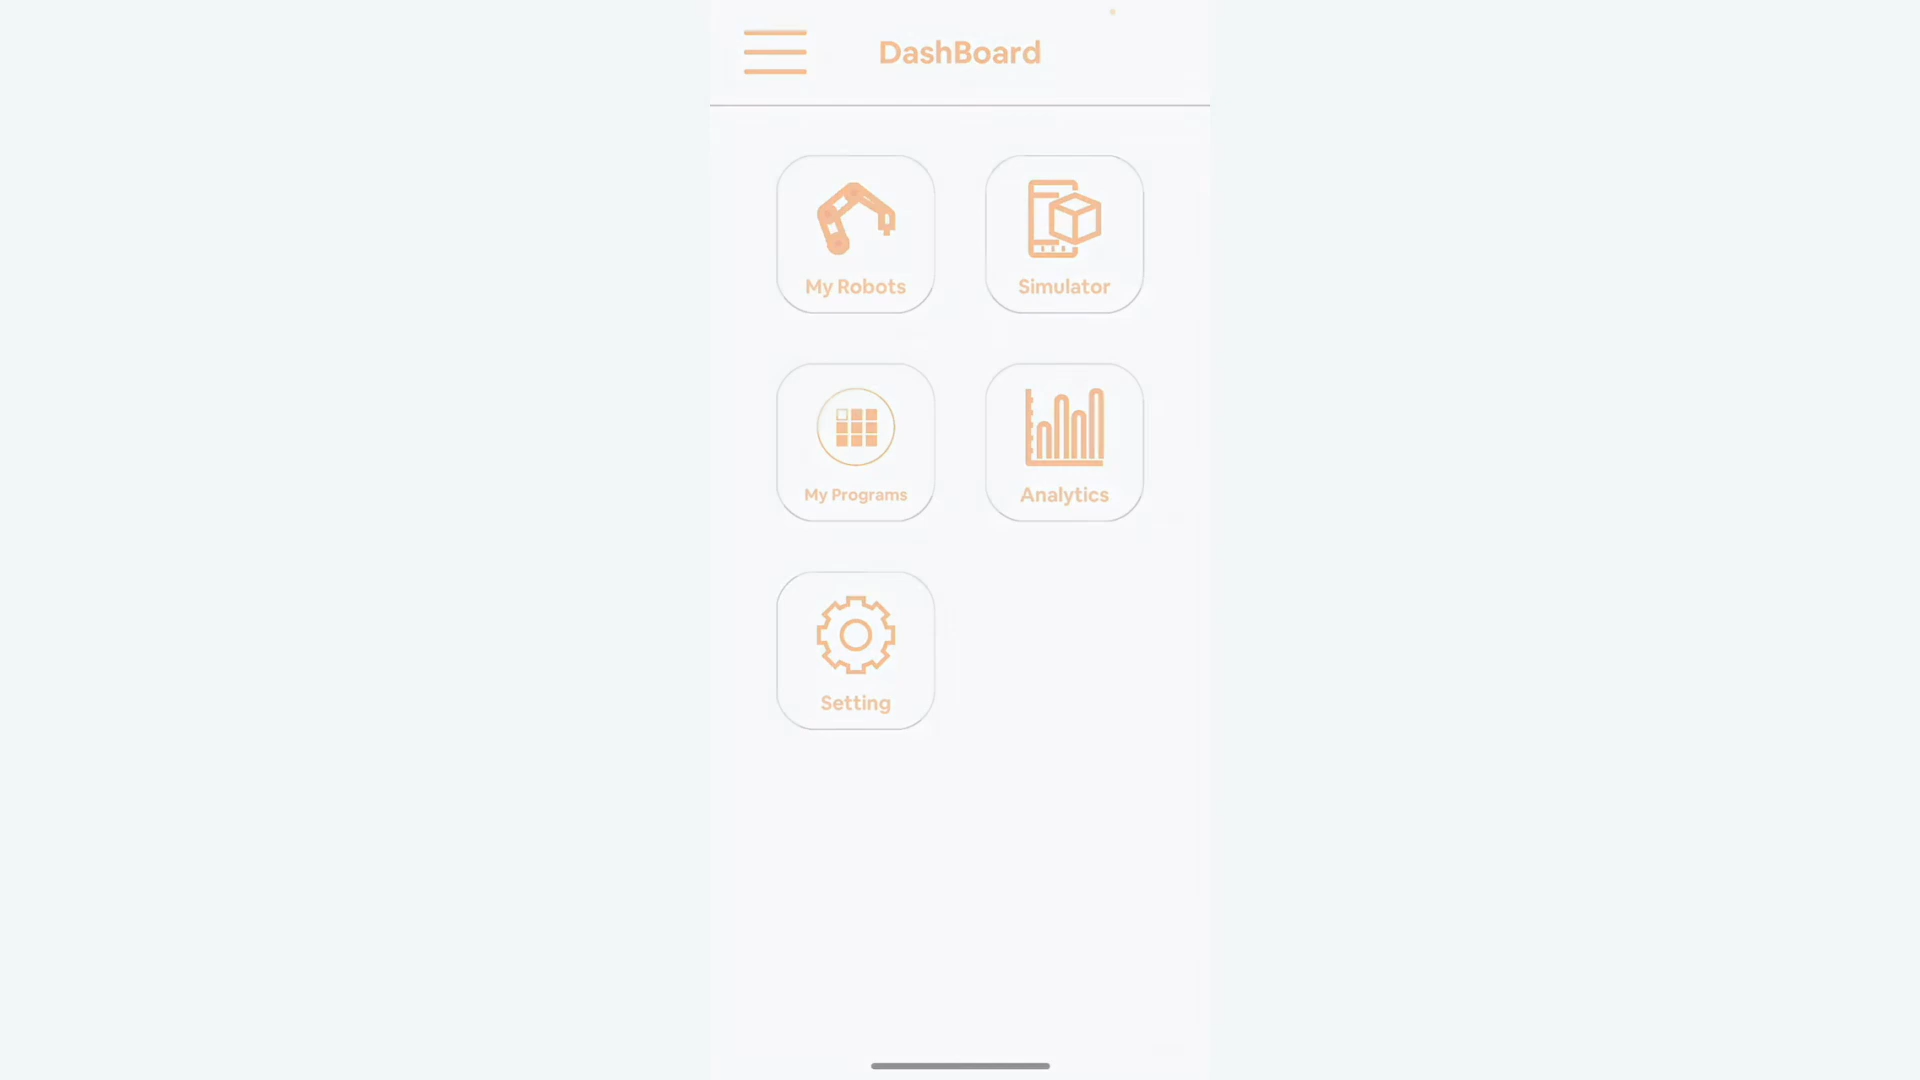 DashBoard
My Robots
Simulator
My Programs
Analytics
Setting